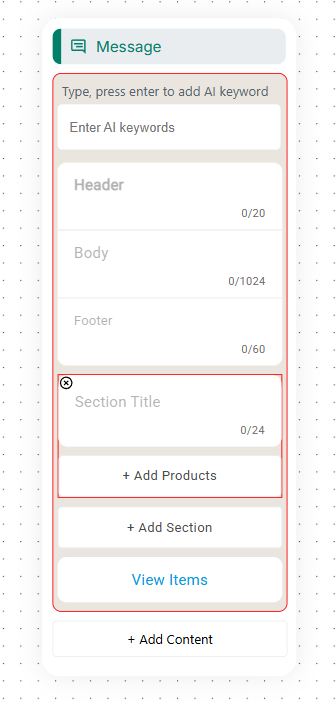 Message
Type, press enter to add AI keyword
Enter AI keywords
Header
0/20
Body
0/1024
Footer
0/60
Section Title
0/24
+ Add Products
+ Add Section
View Items
+ Add Content